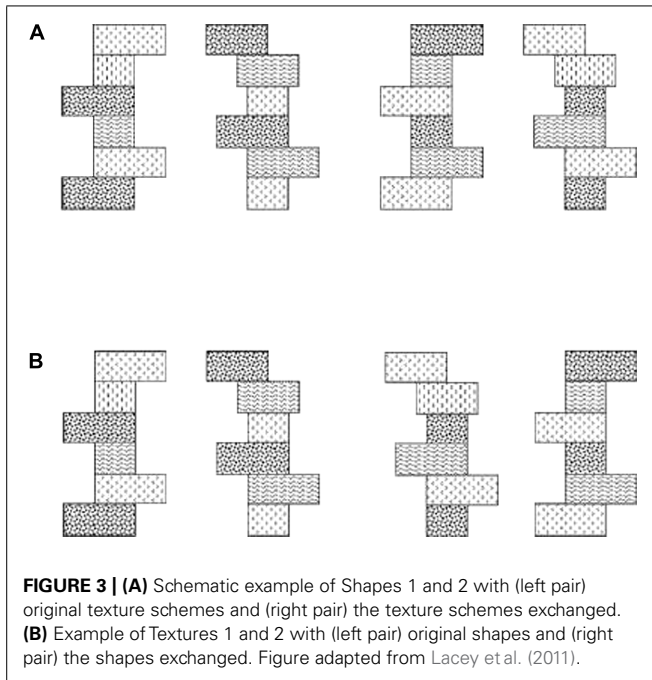 A
B
FIGURE 3 | (A) Schematic example of Shapes 1 and 2 with (left pair)
original texture schemes and (right pair) the texture schemes exchanged.
(B) Example of Textures 1 and 2 with (left pair) original shapes and (right
pair) the shapes exchanged. Figure adapted from Lacey et al. (2011).